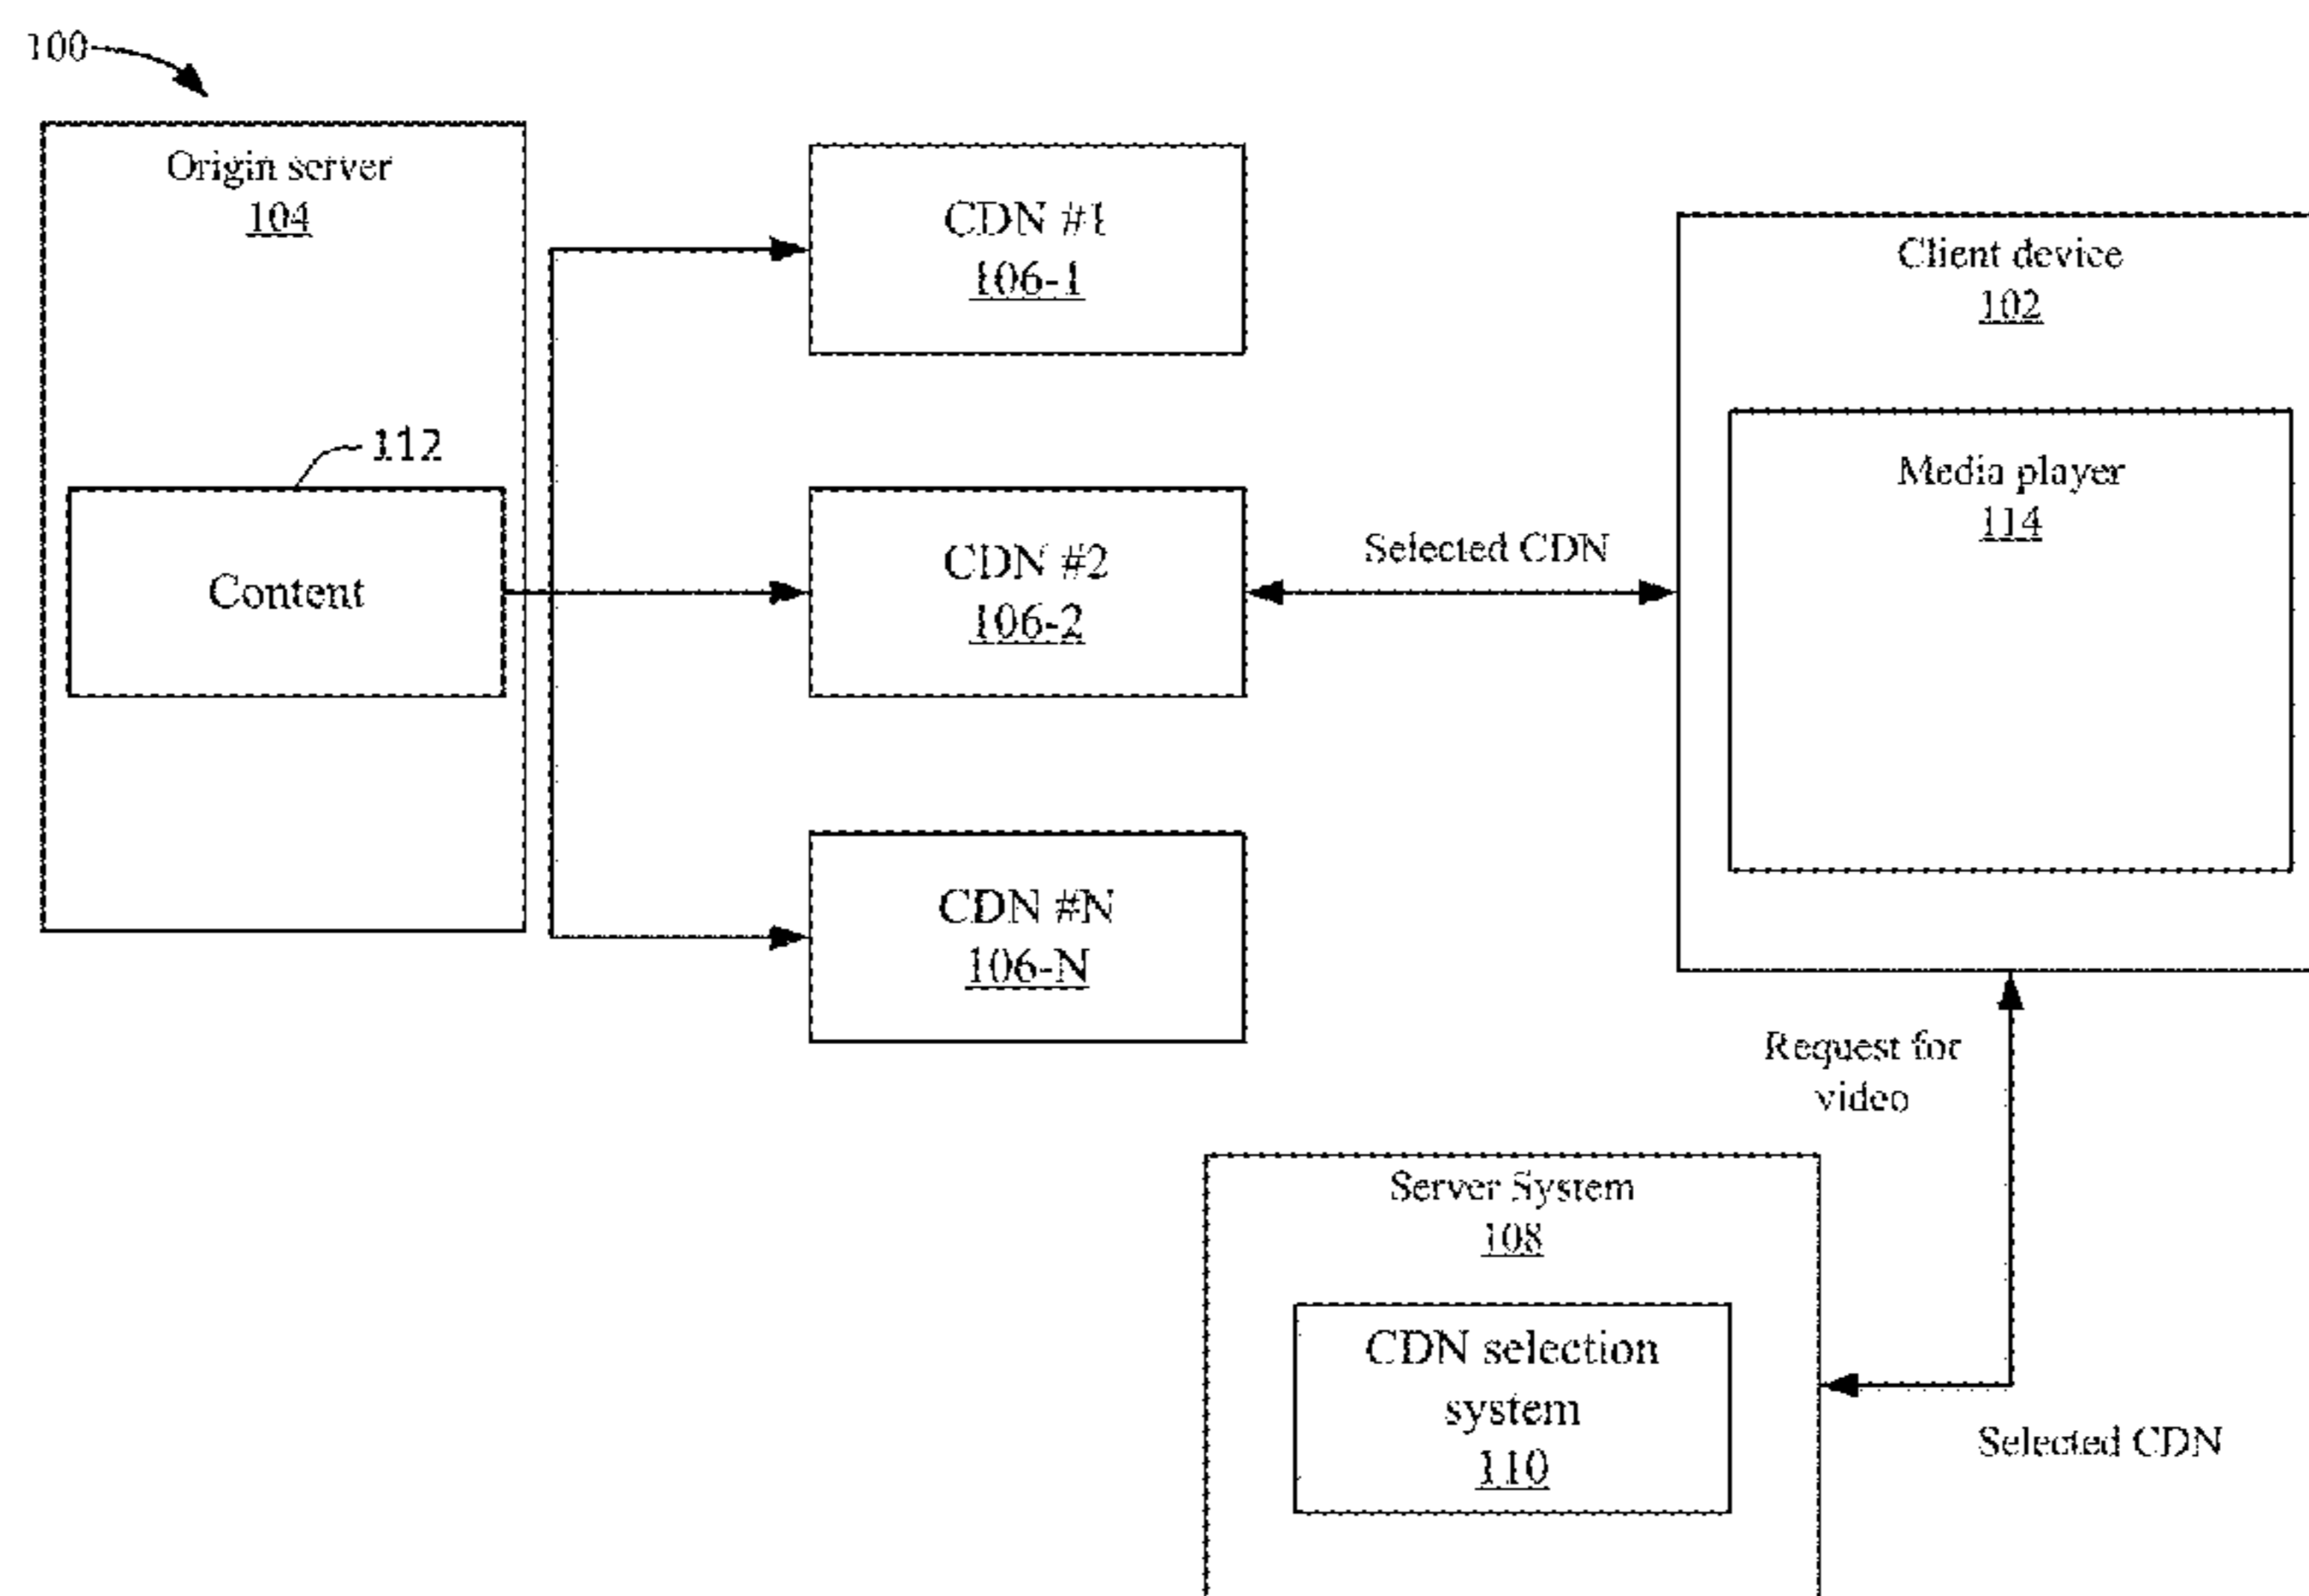 100
Origin server
104
112
Content
CDN #1
106-1
CDN #2
106-2
CDN #N
106-N
Selected CDN
Client device
102
Media player
114
Request for
video
Server System
108
CDN selection
system
110
Selected CDN